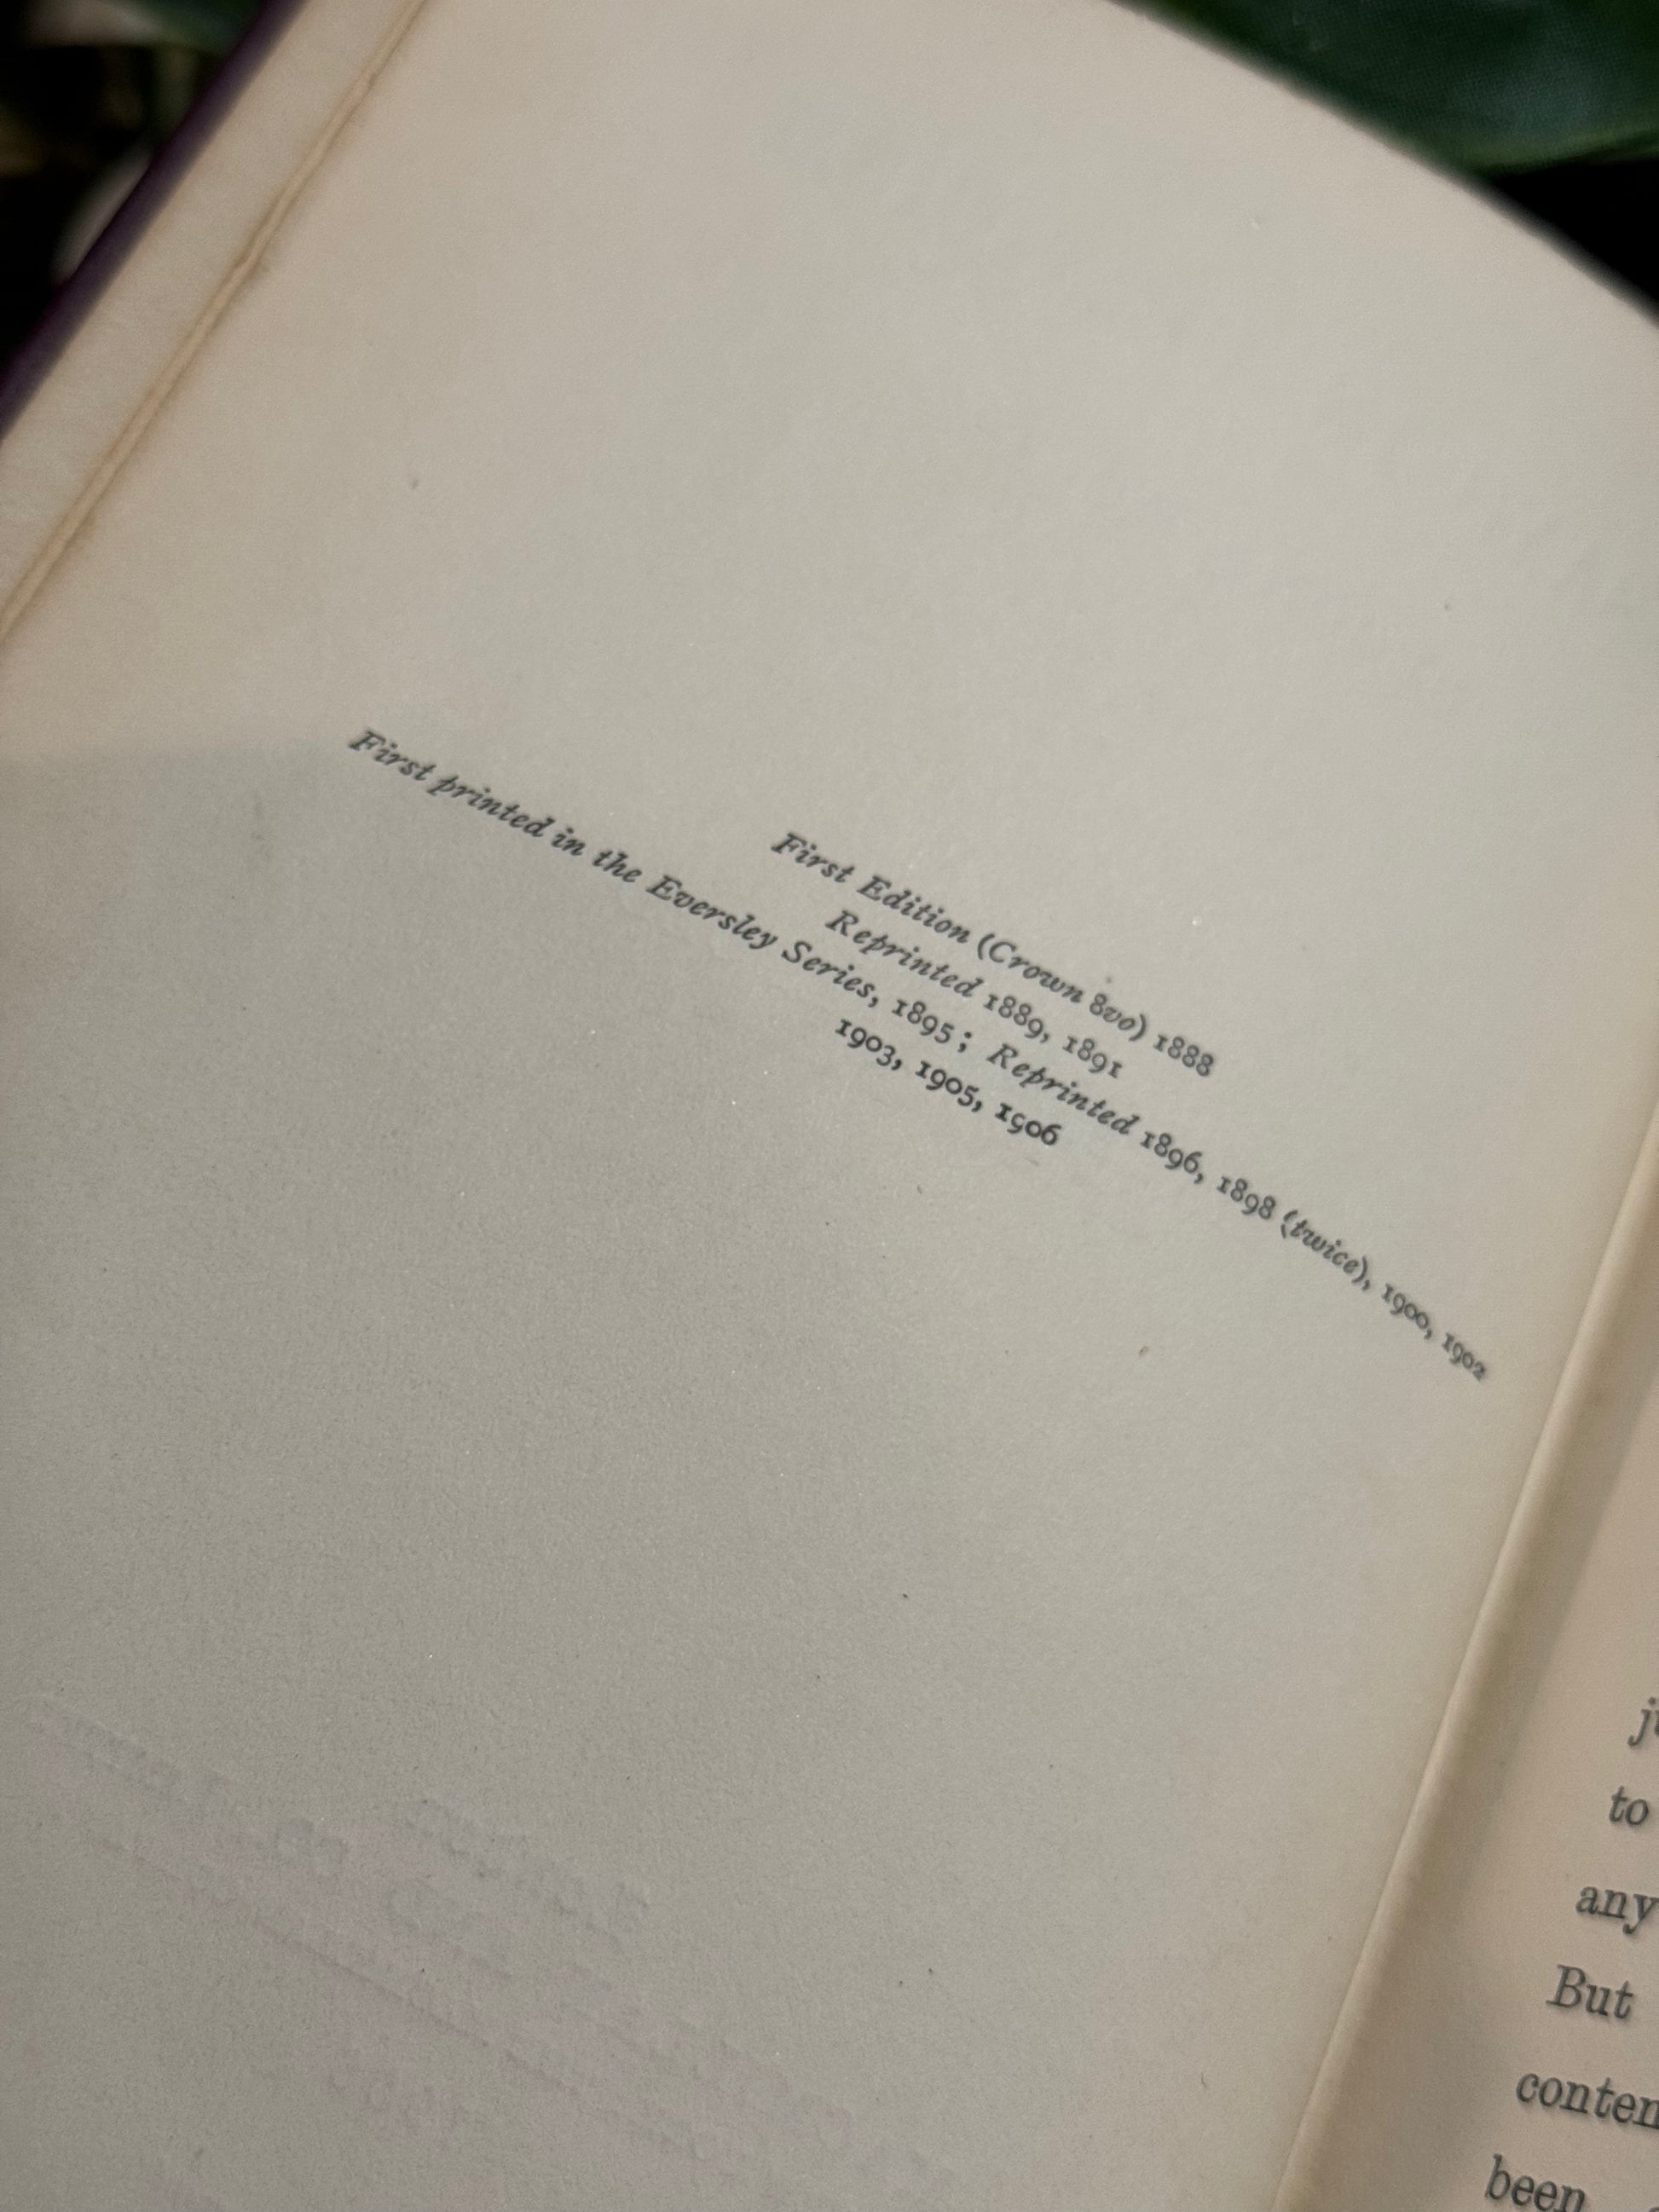 First Edition (Crown 8vo) 1888
Reprinted 1889, 1891
First printed in the Eversley Series, 1895; Reprinted 1896, 1898 (twice), 1900, 1902
1903, 1905, 1906
to
any
But
been